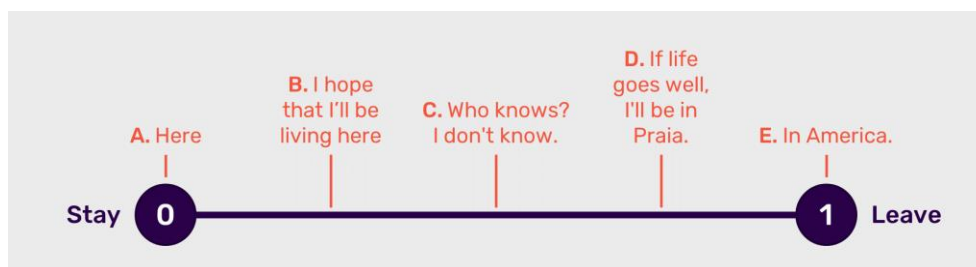 A. Here
B. I hope
that I'll be
living here
C. Who knows?
I don't know.
D. If life
goes well,
I'll be in
Praia.
E. In America.
Stay 0 1 Leave